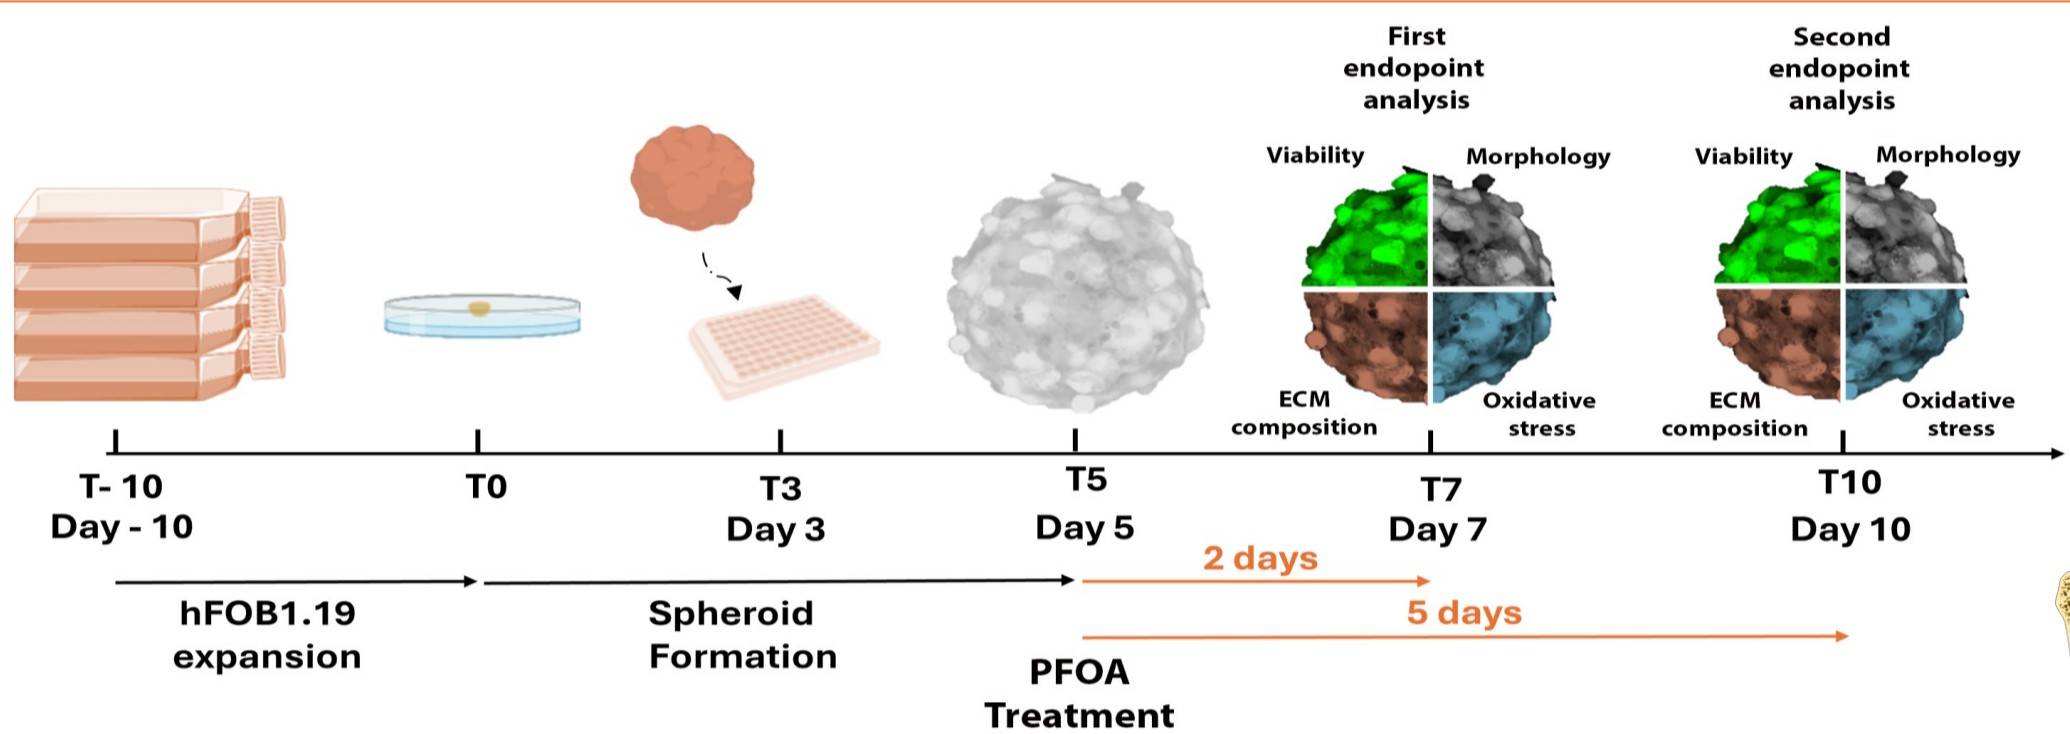 First
endopoint
analysis
Second
endopoint
analysis
Viability
Morphology
Viability
Morphology
ECM
composition
Oxidative
stress
ECM
composition
Oxidative
stress
T- 10
Day - 10
T0
T3
Day 3
T5
Day 5
T7
Day 7
T10
Day 10
2 days
5 days
hFOB1.19
expansion
Spheroid
Formation
PFOA
Treatment